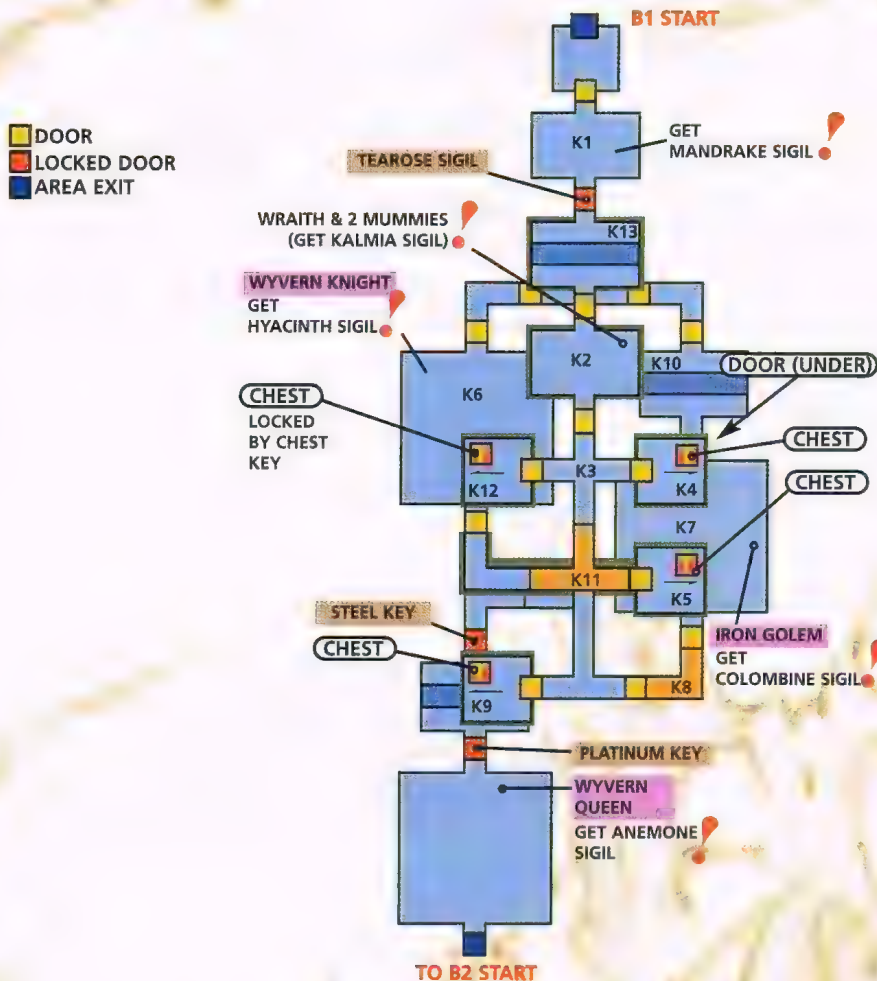 B1 START
DOOR
LOCKED DOOR
AREA EXIT
K1
GET
MANDRAKE SIGIL
TEAROSE SIGIL
WRAITH & 2 MUMMIES
(GET KALMIA SIGIL)
K13
WYVERN KNIGHT
GET
HYACINTH SIGIL
K2
K10
DOOR (UNDER)
K6
CHEST
LOCKED
BY CHEST
KEY
CHEST
K12
K3
K4
CHEST
K7
K11
K5
STEEL KEY
IRON GOLEM
GET
COLOMBINE SIGIL
CHEST
K8
K9
PLATINUM KEY
WYVERN
QUEEN
GET ANEMONE
SIGIL
TO B2 START